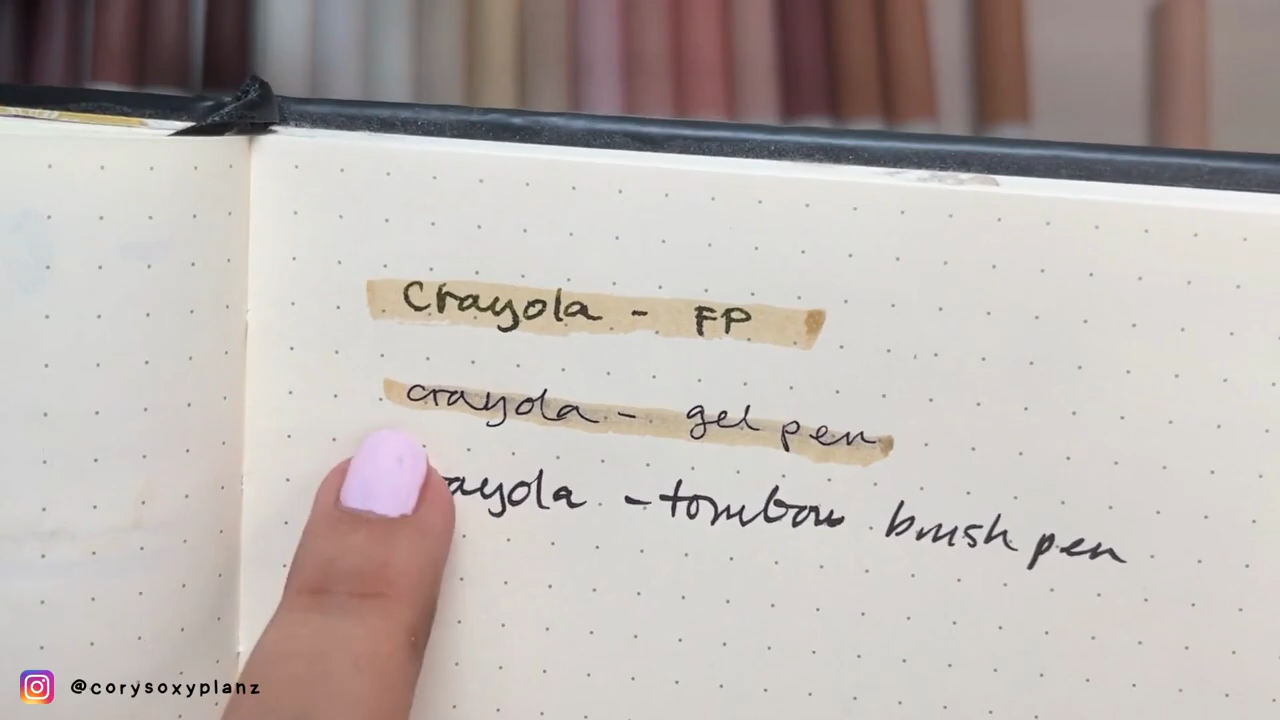 Crayola - FP
crayola - gel pen
ayola - tombow brush pen
@corysoxyplanz